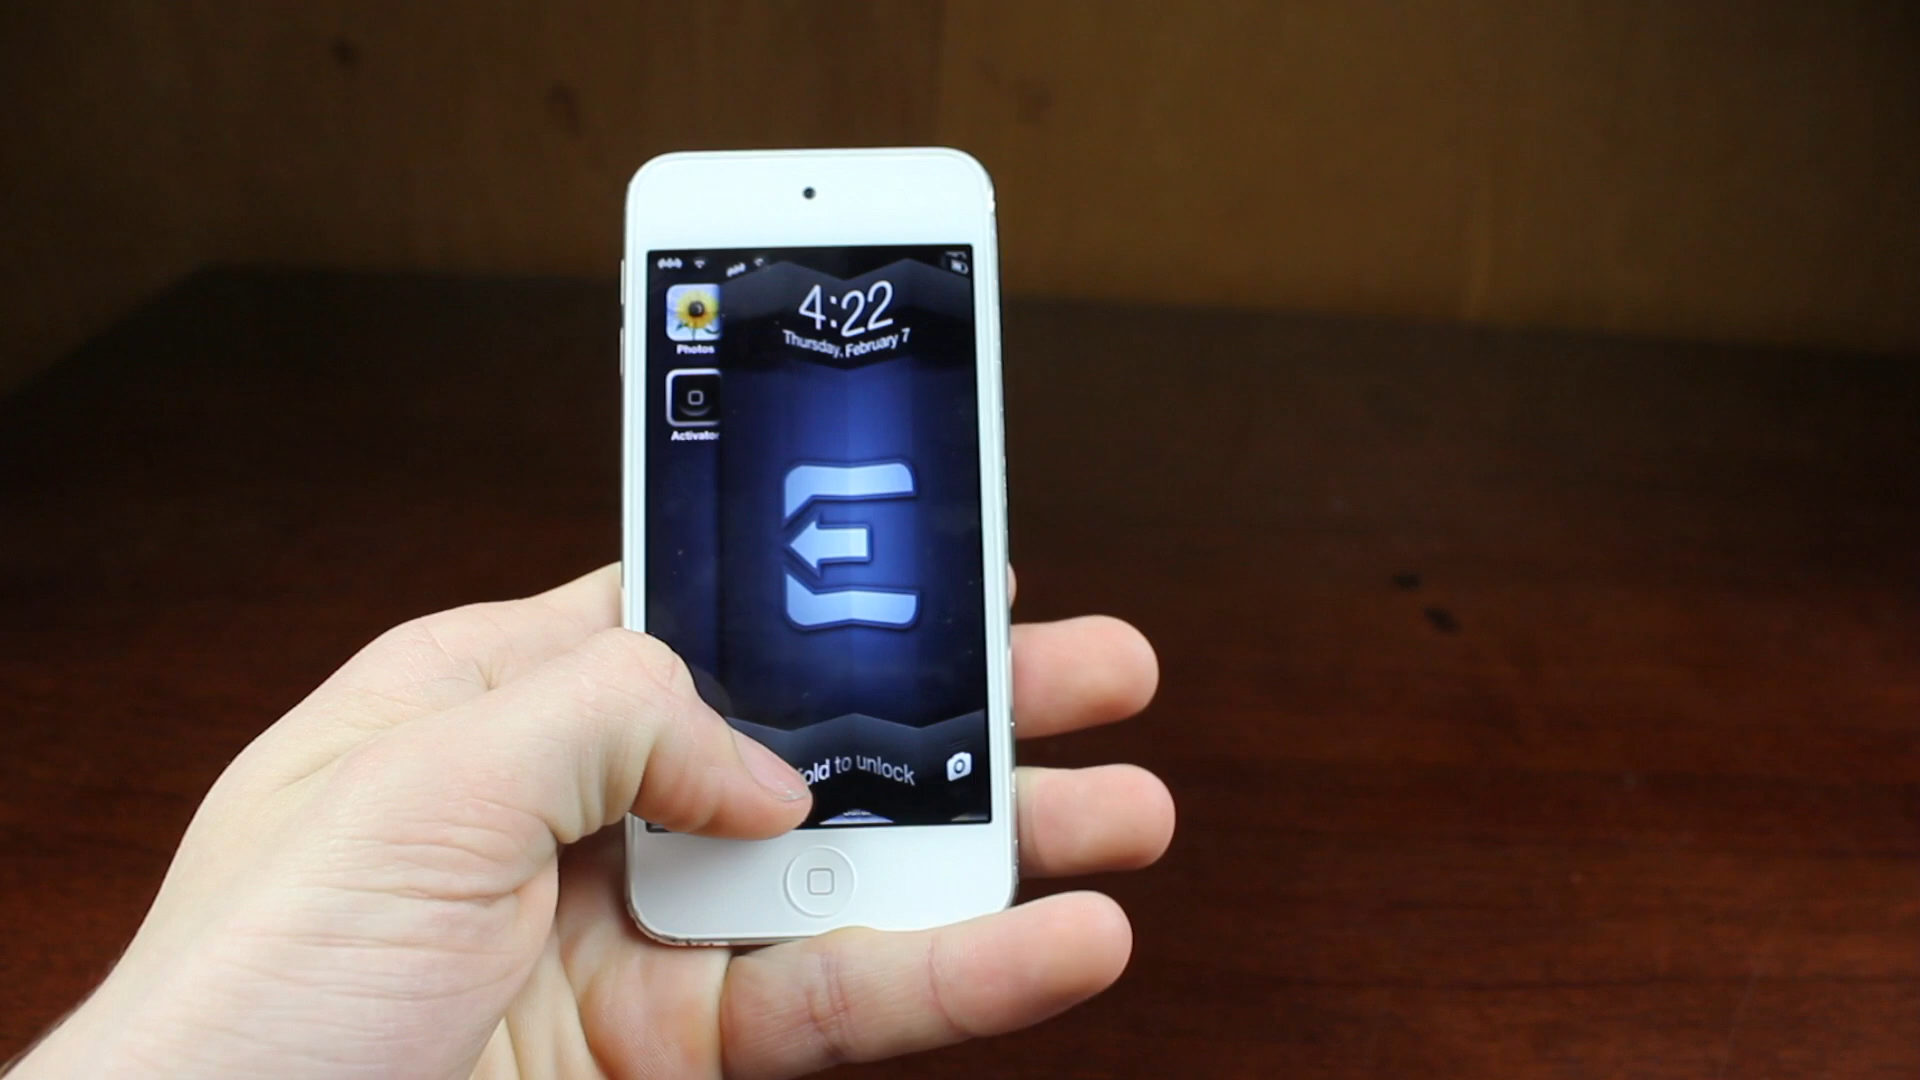 4:22
Thursday, February 7
Photos
Activator
fold to unlock